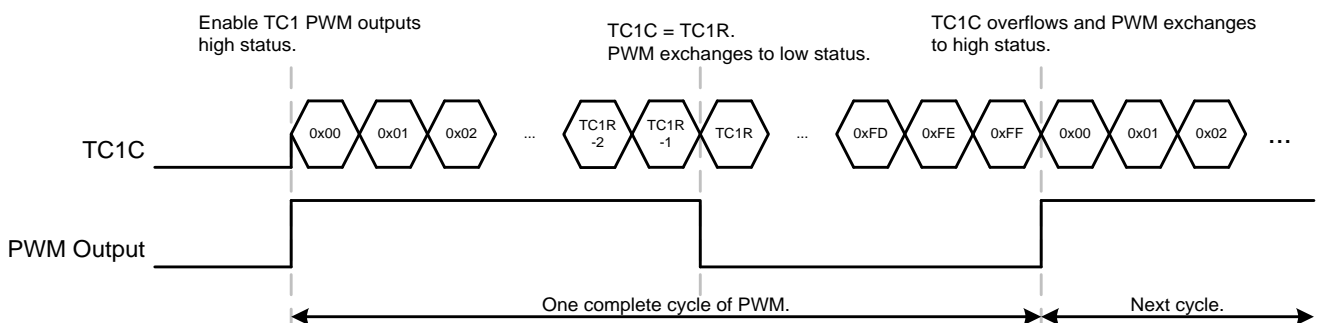 Enable TC1 PWM outputs
high status.
TC1C = TC1R.
PWM exchanges to low status.
TC1C overflows and PWM exchanges
to high status.
TC1C
0x00
0x01
0x02
...
TC1R
-2
TC1R
-1
TC1R
...
0xFD
0xFE
0xFF
0x00
0x01
0x02
...
PWM Output
One complete cycle of PWM.
Next cycle.